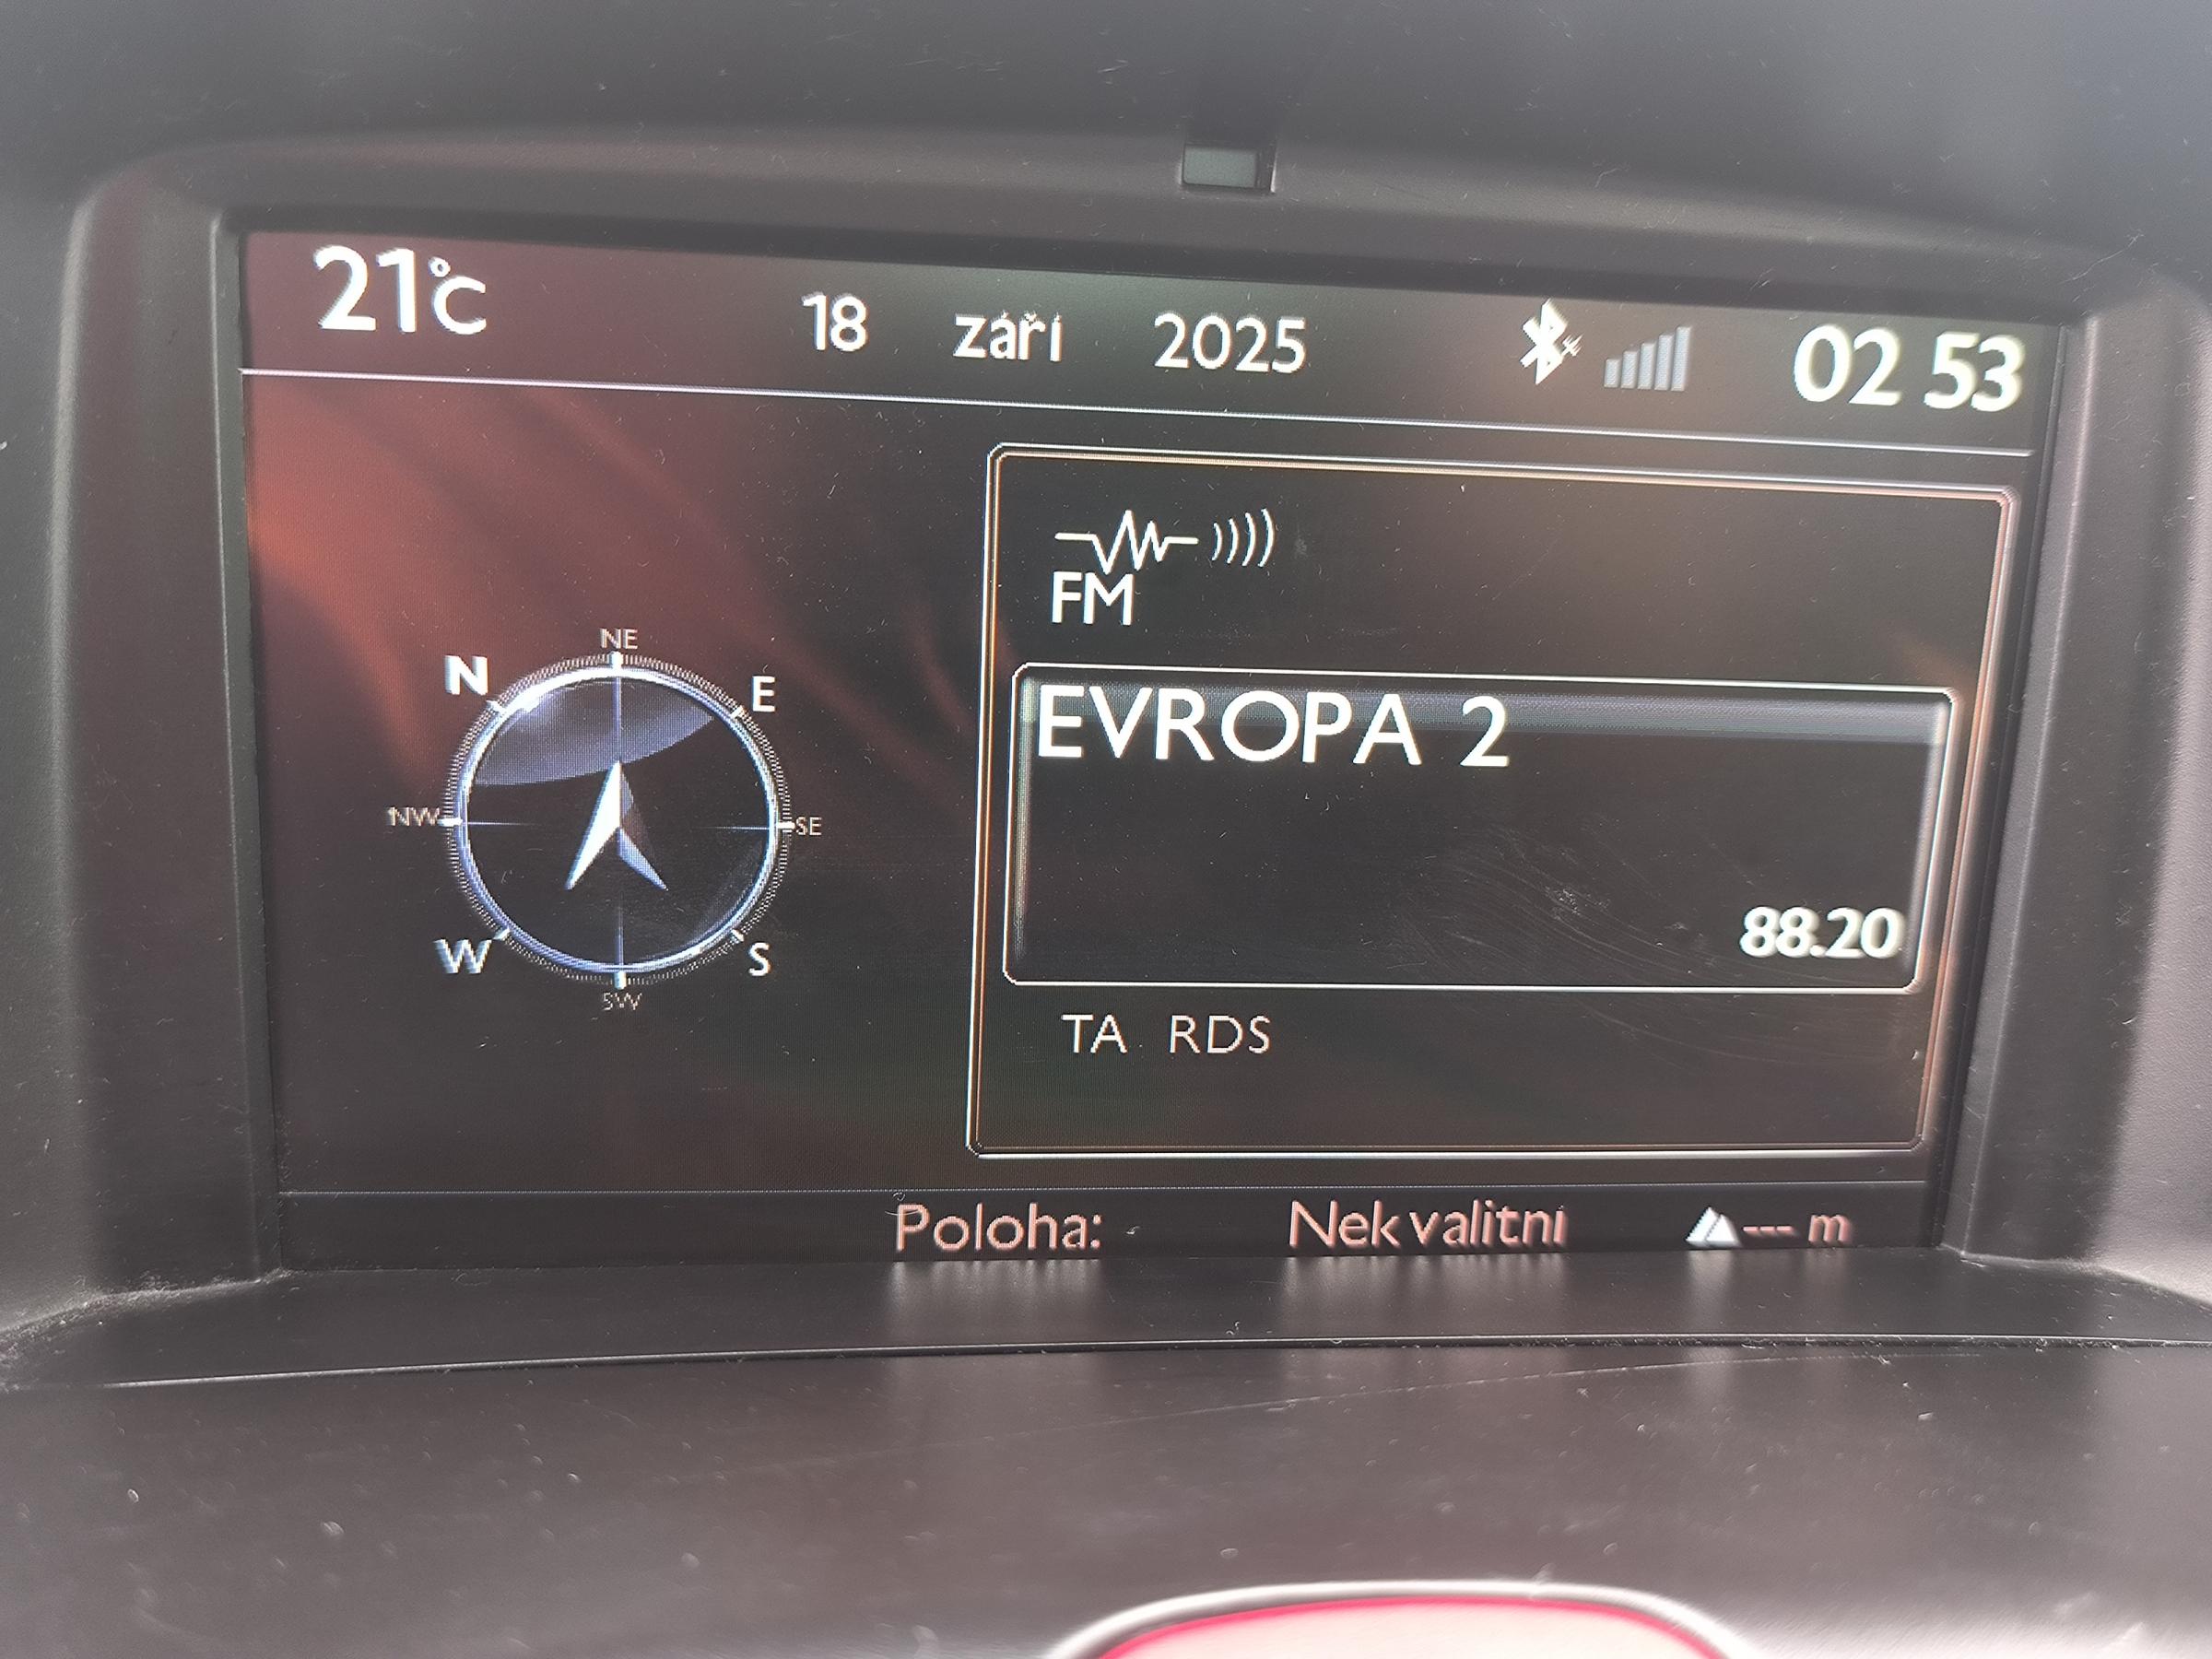 21°C 18 září 2025 02 53
FM
NE
N E
NW SE
W S
SW
EVROPA 2
88.20
TA RDS
Poloha: Nekvalitní --- m